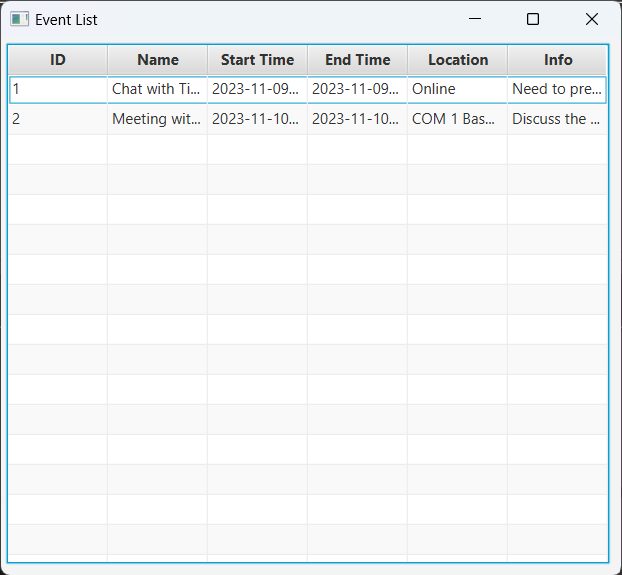 Event List
ID Name Start Time End Time Location Info
1 Chat with Ti... 2023-11-09... 2023-11-09... Online Need to pre...
2 Meeting wit... 2023-11-10... 2023-11-10... COM 1 Bas... Discuss the ...